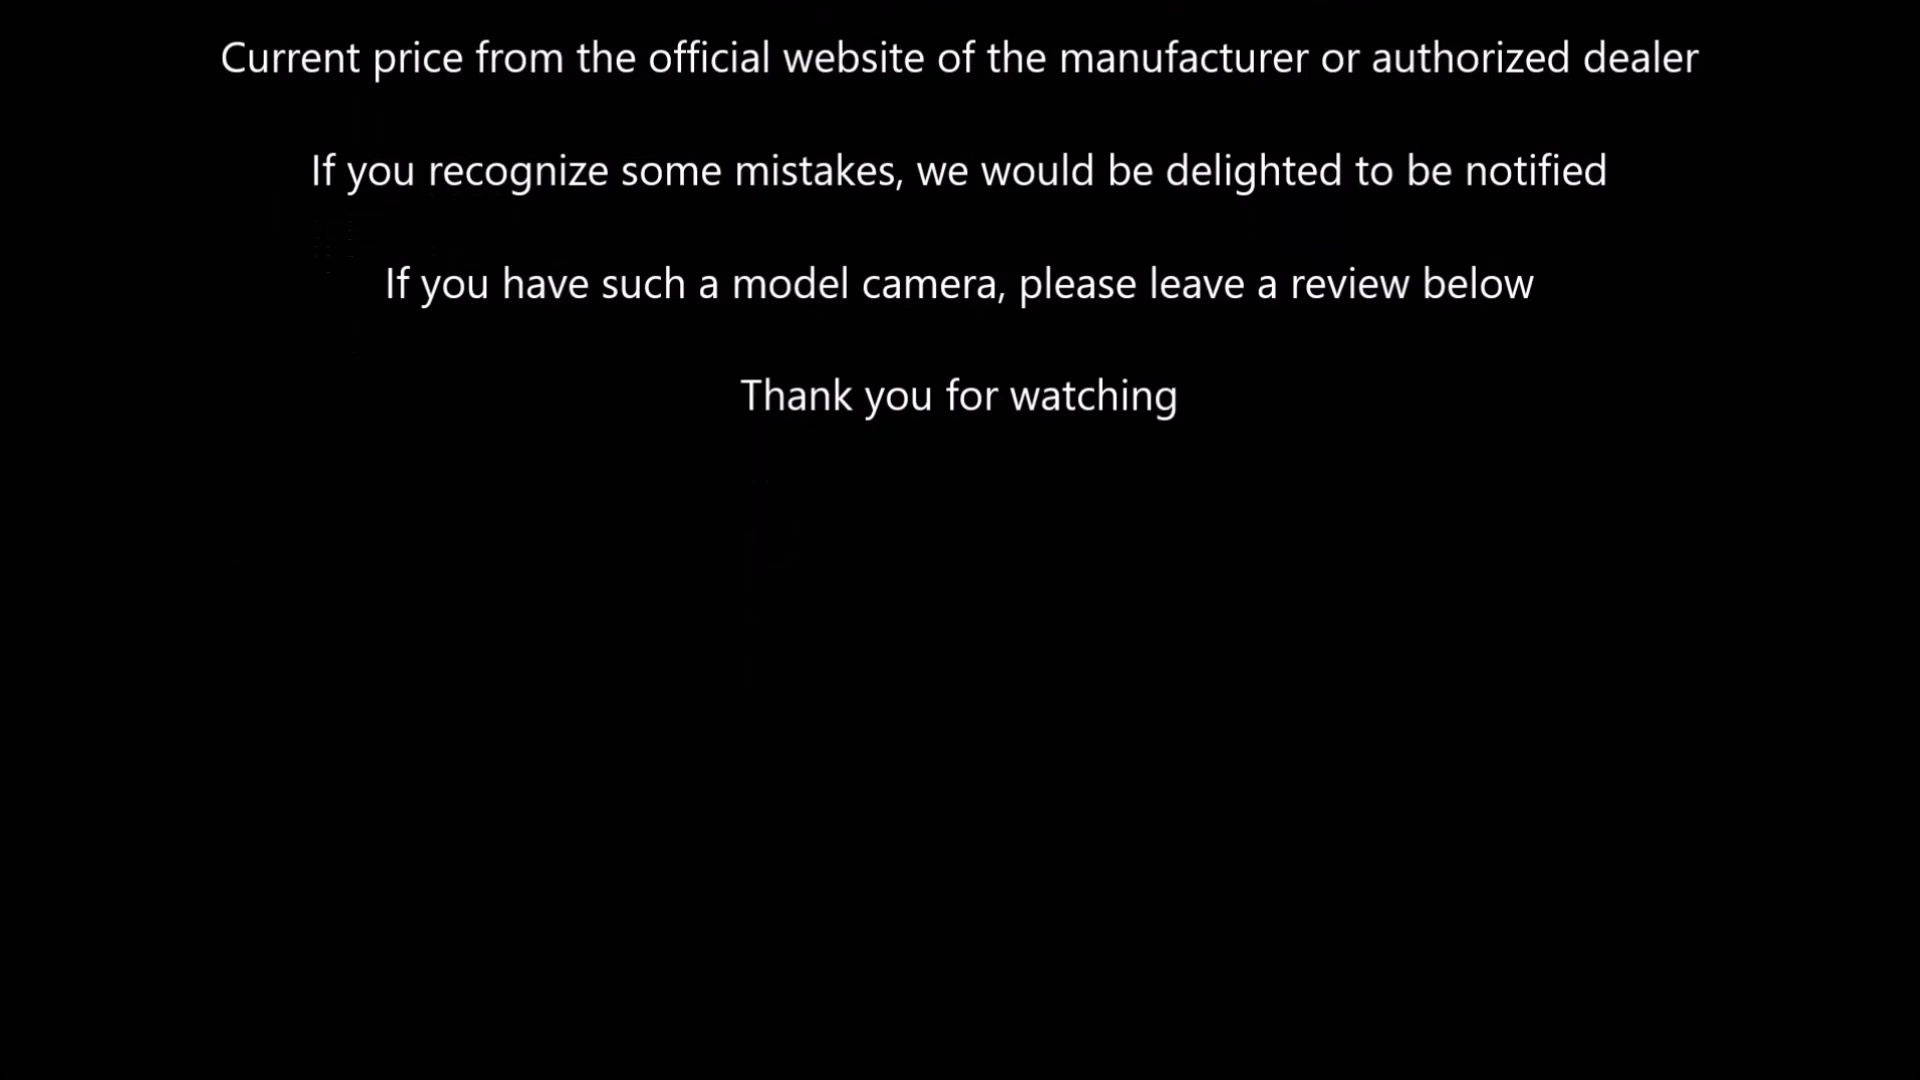 Current price from the official website of the manufacturer or authorized dealer
If you recognize some mistakes, we would be delighted to be notified
If you have such a model camera, please leave a review below
Thank you for watching